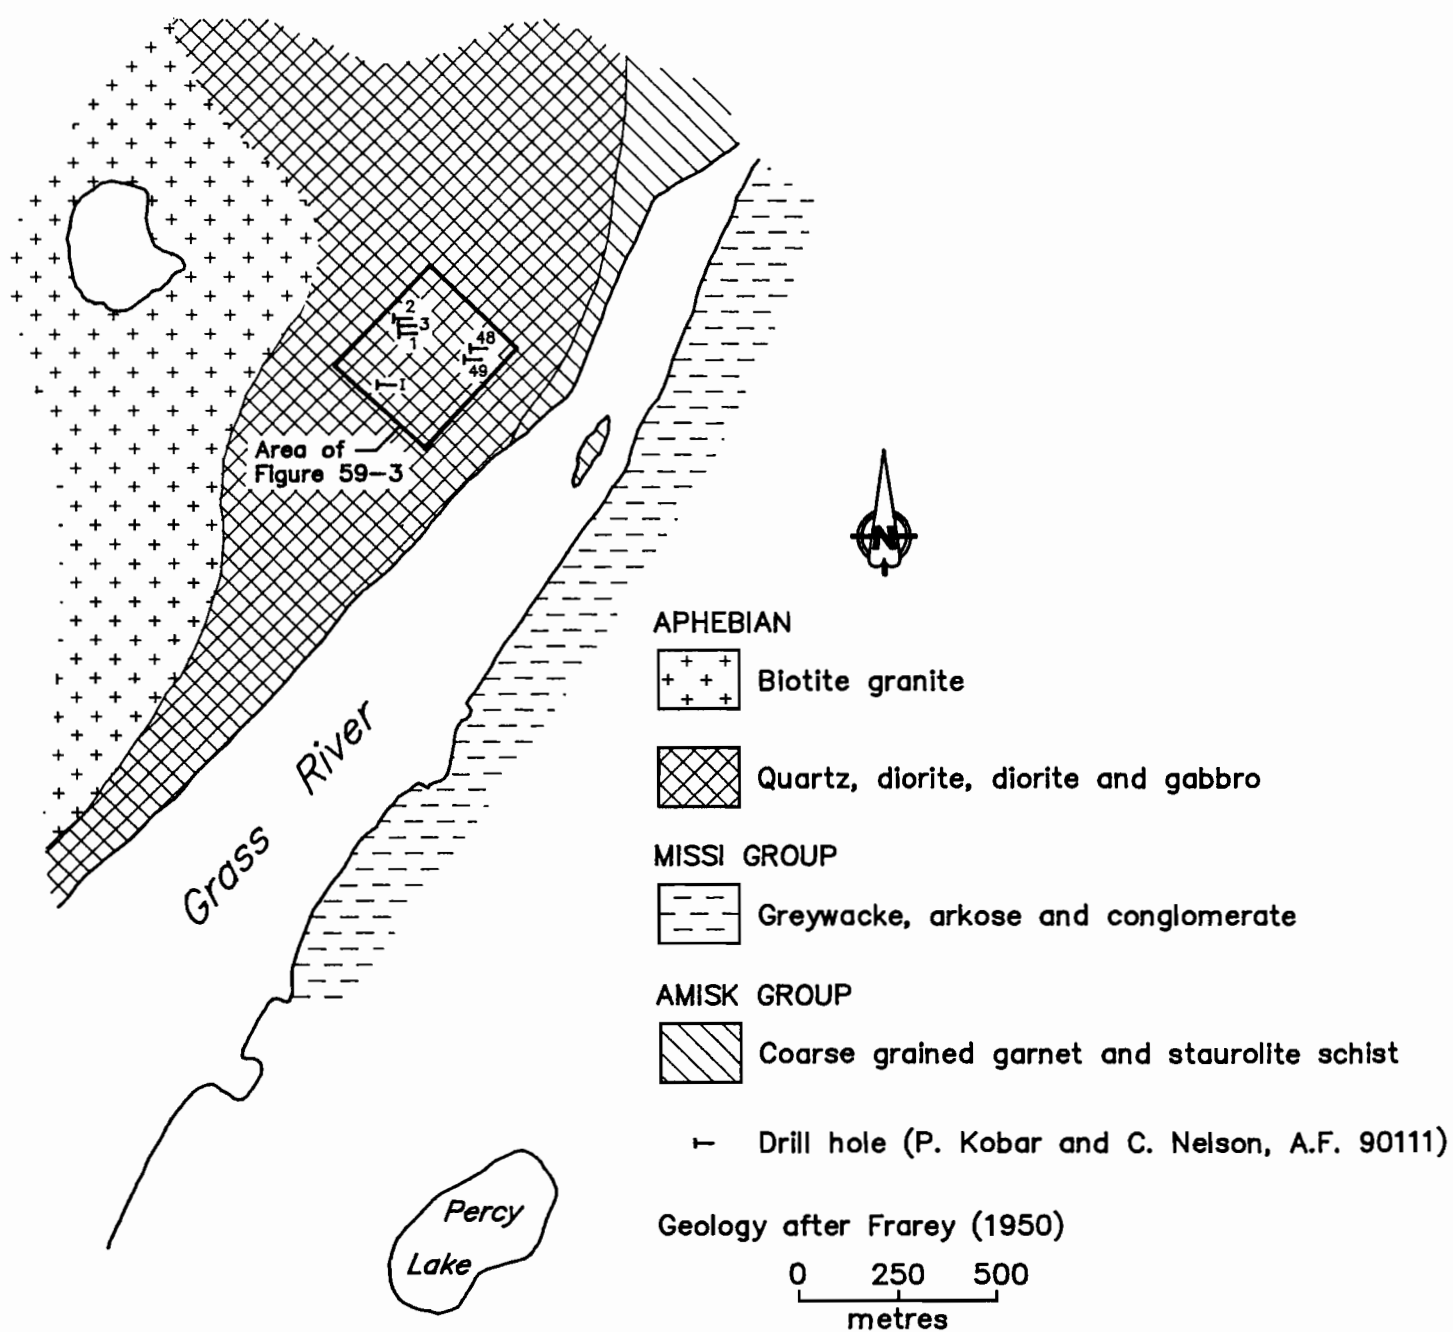 2
3
1
48
49
I
Area of
Figure 59-3
N
River
Grass
APHEBIAN
Biotite granite
Quartz, diorite, diorite and gabbro
MISSI GROUP
Greywacke, arkose and conglomerate
AMISK GROUP
Coarse grained garnet and staurolite schist
Drill hole (P. Kobar and C. Nelson, A.F. 90111)
Percy
Lake
Geology after Frarey (1950)
0 250 500
metres